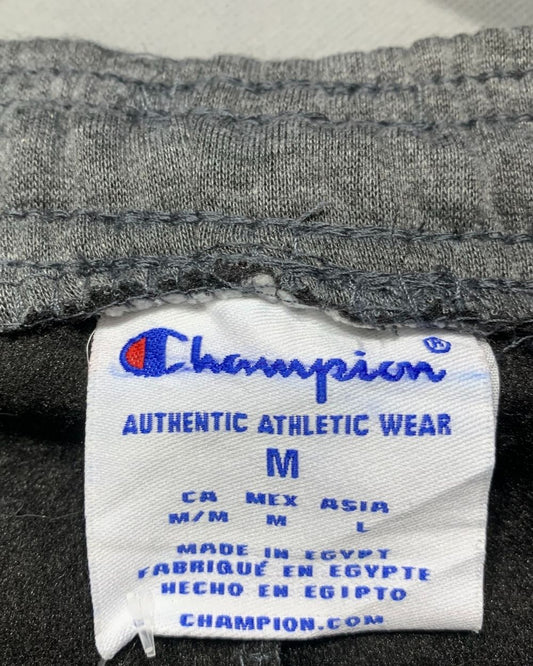 Champion®
AUTHENTIC ATHLETIC WEAR
M
CA MEX ASIA
M/M M L
MADE IN EGYPT
FABRIQUÉ EN EGYPTE
HECHO EN EGIPTO
CHAMPION.COM